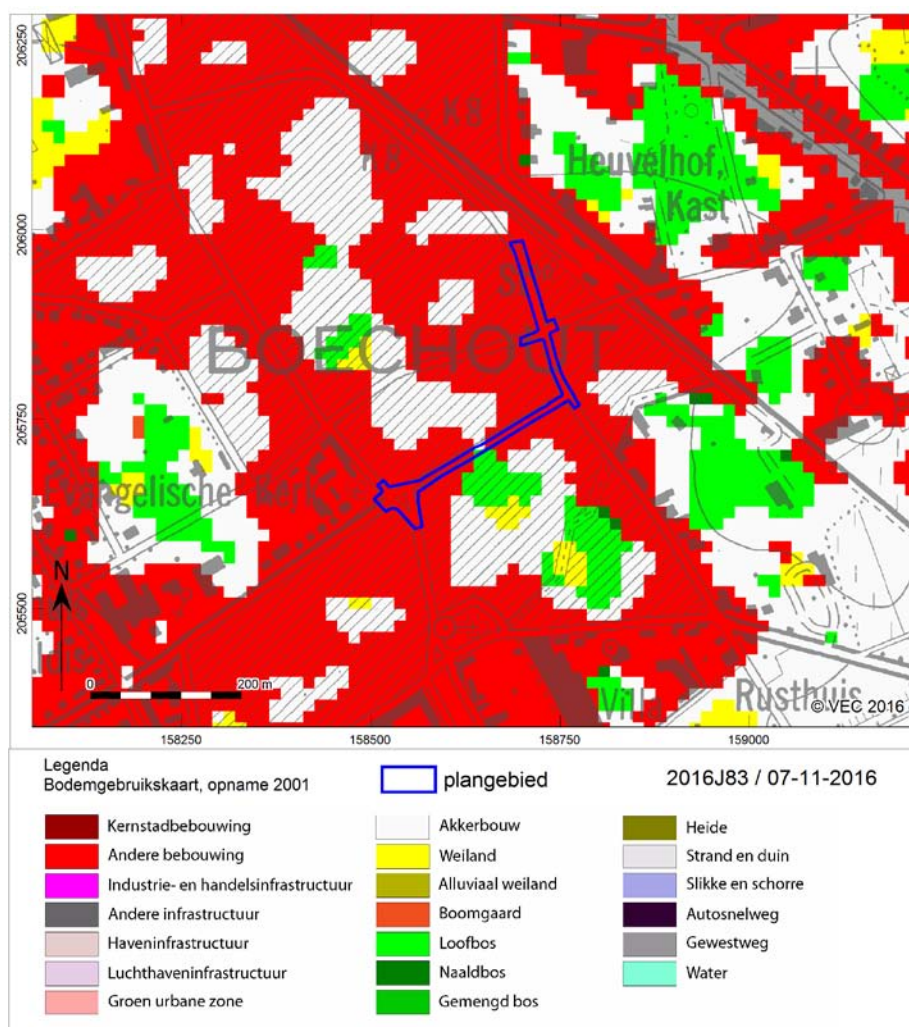 206250
206000
205750
205500
K8
K8
Heuvelhof,
Kast
BOECHOUT
Evangelische Kerk
N
0
200 m
Rusthuis
© VEC 2016
158250
158500
158750
159000
Legenda
Bodemgebruikskaart, opname 2001
plangebied
2016J83 / 07-11-2016
Kernstadbebouwing
Andere bebouwing
Industrie- en handelsinfrastructuur
Andere infrastructuur
Haveninfrastructuur
Luchthaveninfrastructuur
Groen urbane zone
Akkerbouw
Weiland
Alluviaal weiland
Boomgaard
Loofbos
Naaldbos
Gemengd bos
Heide
Strand en duin
Slikke en schorre
Autosnelweg
Gewestweg
Water